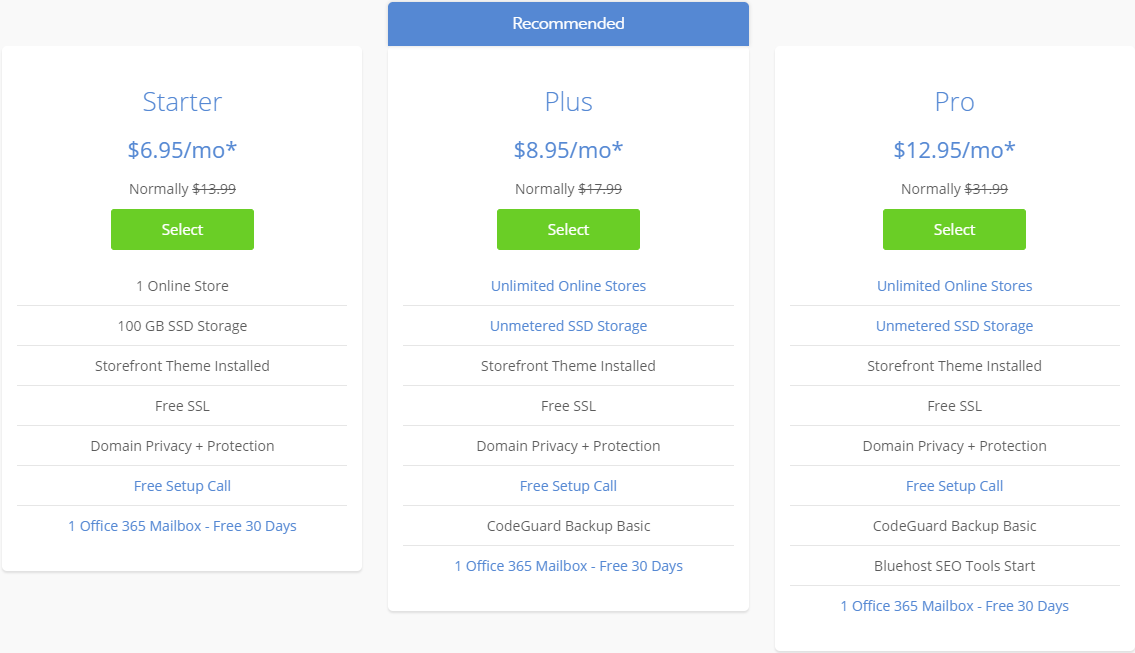 Recommended
Starter
$6.95/mo*
Normally $13.99
Select
1 Online Store
100 GB SSD Storage
Storefront Theme Installed
Free SSL
Domain Privacy + Protection
Free Setup Call
1 Office 365 Mailbox - Free 30 Days
Plus
$8.95/mo*
Normally $17.99
Select
Unlimited Online Stores
Unmetered SSD Storage
Storefront Theme Installed
Free SSL
Domain Privacy + Protection
Free Setup Call
CodeGuard Backup Basic
1 Office 365 Mailbox - Free 30 Days
Pro
$12.95/mo*
Normally $31.99
Select
Unlimited Online Stores
Unmetered SSD Storage
Storefront Theme Installed
Free SSL
Domain Privacy + Protection
Free Setup Call
CodeGuard Backup Basic
Bluehost SEO Tools Start
1 Office 365 Mailbox - Free 30 Days